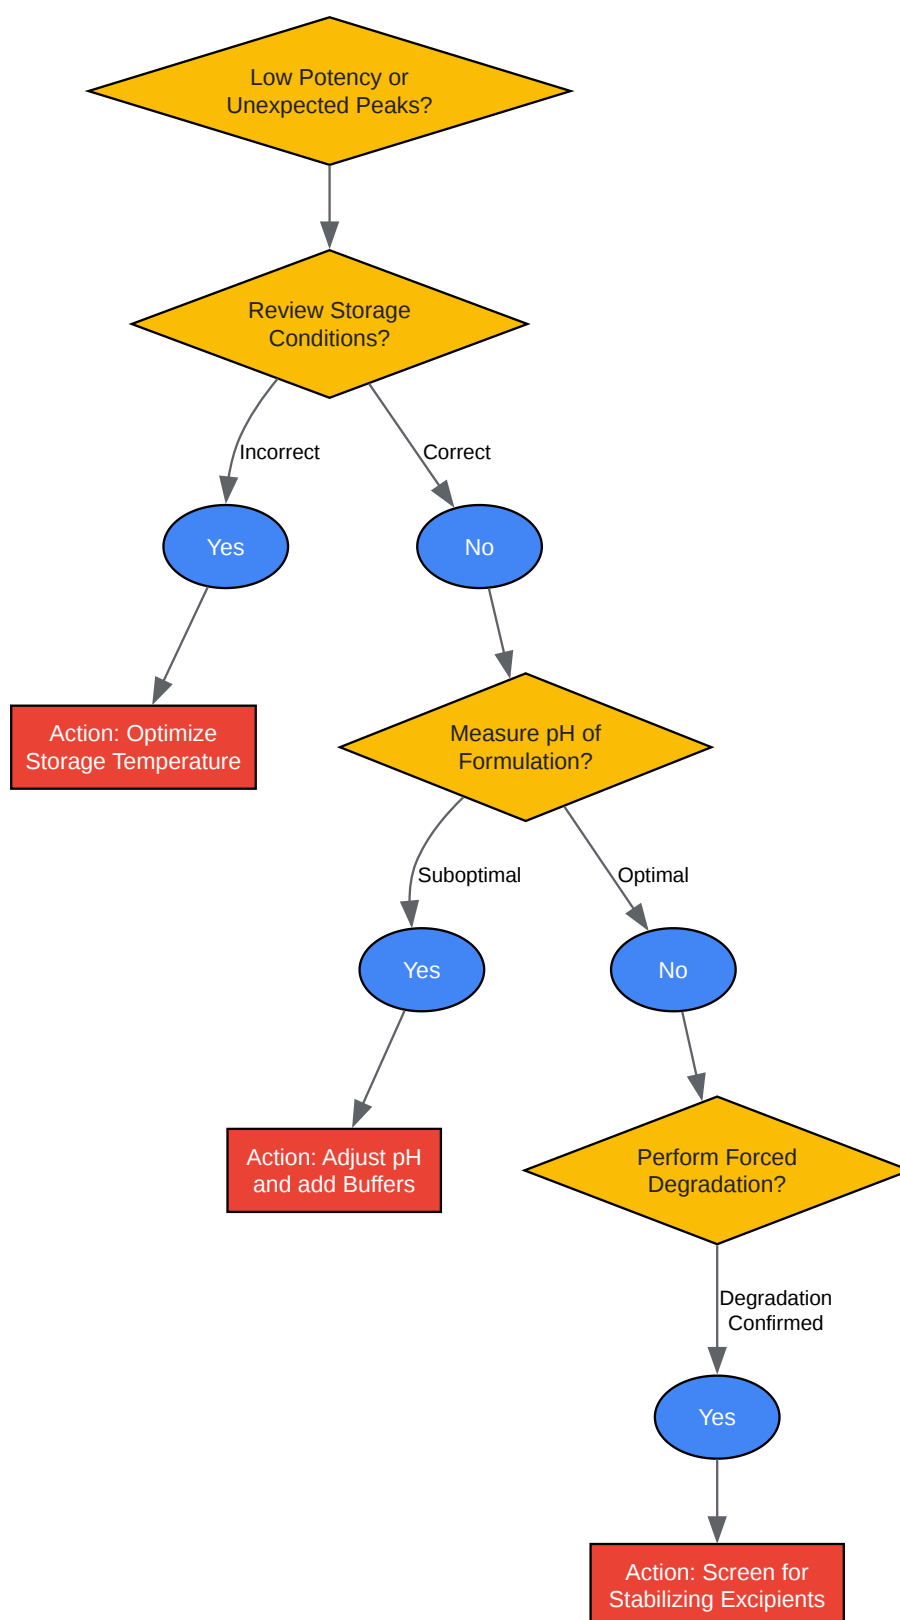 Low Potency or
Unexpected Peaks?
Review Storage
Conditions?
Incorrect
Correct
Yes
No
Action: Optimize
Storage Temperature
Measure pH of
Formulation?
Suboptimal
Optimal
Yes
No
Action: Adjust pH
and add Buffers
Perform Forced
Degradation?
Degradation
Confirmed
Yes
Action: Screen for
Stabilizing Excipients